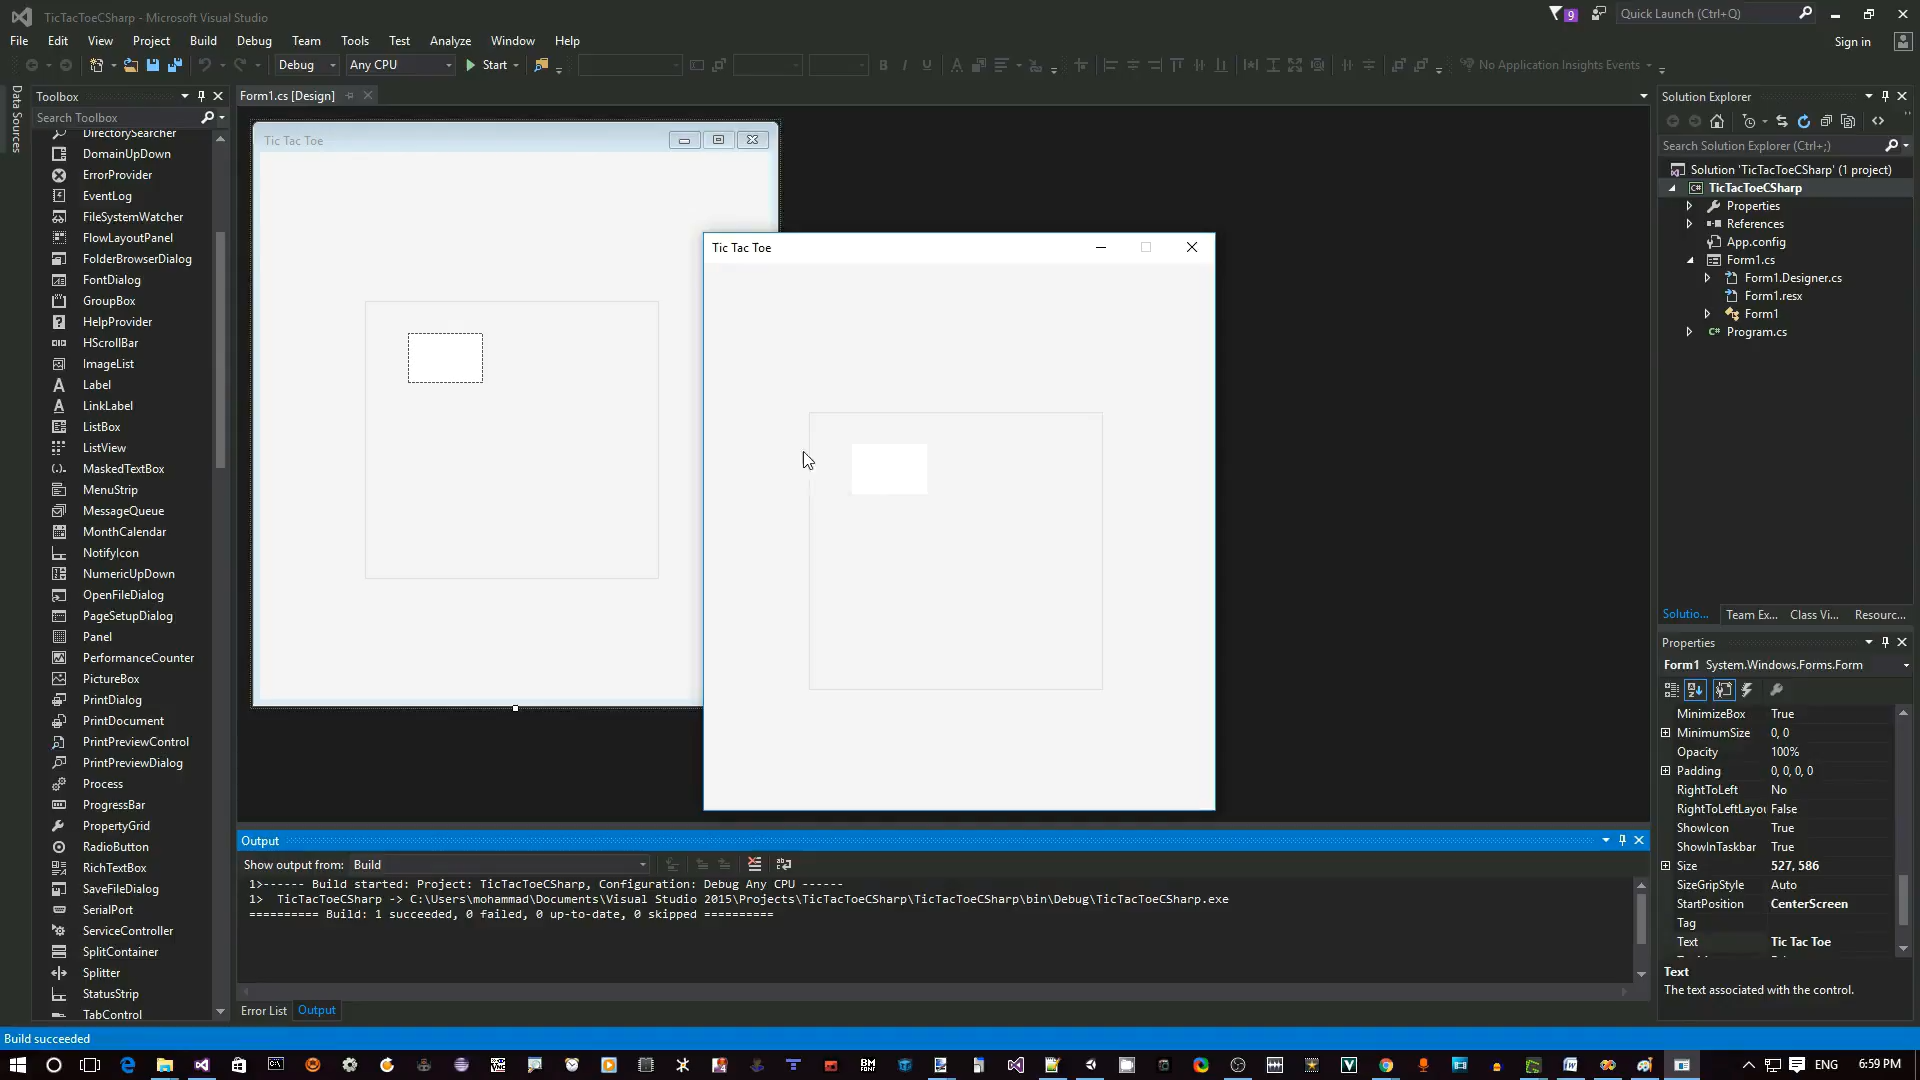 TicTacToeCSharp - Microsoft Visual Studio
9
Quick Launch (Ctrl+Q)
File Edit View Project Build Debug Team Tools Test Analyze Window Help
Sign in
Debug Any CPU Start
No Application Insights Events
Data Sources
Toolbox
Search Toolbox
DirectorySearcher
DomainUpDown
ErrorProvider
EventLog
FileSystemWatcher
FlowLayoutPanel
FolderBrowserDialog
FontDialog
GroupBox
HelpProvider
HScrollBar
ImageList
Label
LinkLabel
ListBox
ListView
MaskedTextBox
MenuStrip
MessageQueue
MonthCalendar
NotifyIcon
NumericUpDown
OpenFileDialog
PageSetupDialog
Panel
PerformanceCounter
PictureBox
PrintDialog
PrintDocument
PrintPreviewControl
PrintPreviewDialog
Process
ProgressBar
PropertyGrid
RadioButton
RichTextBox
SaveFileDialog
SerialPort
ServiceController
SplitContainer
Splitter
StatusStrip
TabControl
Form1.cs [Design]
Tic Tac Toe
Tic Tac Toe
Output
Show output from: Build
1>------ Build started: Project: TicTacToeCSharp, Configuration: Debug Any CPU ------
1>  TicTacToeCSharp -> C:\Users\mohammad\Documents\Visual Studio 2015\Projects\TicTacToeCSharp\TicTacToeCSharp\bin\Debug\TicTacToeCSharp.exe
========== Build: 1 succeeded, 0 failed, 0 up-to-date, 0 skipped ==========
Error List Output
Solution Explorer
Search Solution Explorer (Ctrl+;)
Solution 'TicTacToeCSharp' (1 project)
TicTacToeCSharp
Properties
References
App.config
Form1.cs
Form1.Designer.cs
Form1.resx
Form1
Program.cs
Solutio... Team Ex... Class Vi... Resourc...
Properties
Form1 System.Windows.Forms.Form
MinimizeBox True
MinimumSize 0, 0
Opacity 100%
Padding 0, 0, 0, 0
RightToLeft No
RightToLeftLayou False
ShowIcon True
ShowInTaskbar True
Size 527, 586
SizeGripStyle Auto
StartPosition CenterScreen
Tag
Text Tic Tac Toe
Text
The text associated with the control.
Build succeeded
ENG 6:59 PM